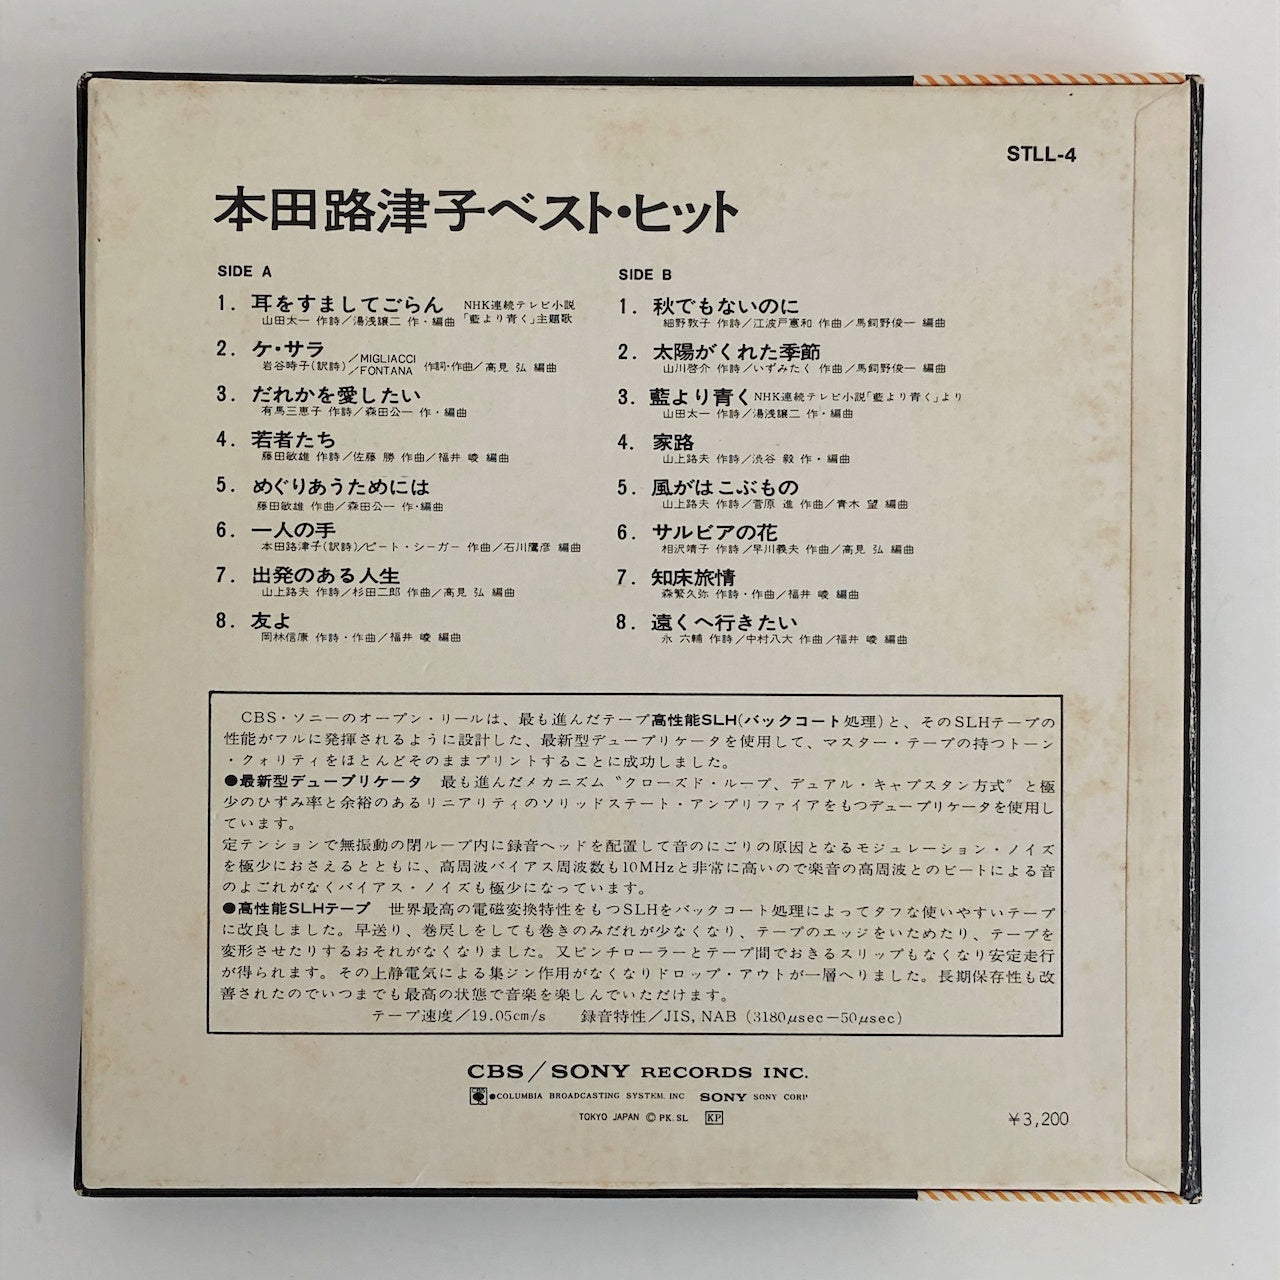 STLL-4
本田路津子ベスト・ヒット
SIDE A
1. 耳をすましてごらん NHK連続テレビ小説「藍より青く」主題歌
山田太一 作詩／湯浅譲二 作・編曲
2. ケ・サラ
岩谷時子(訳詩)／MIGLIACCI／FONTANA 作詞・作曲／高見 弘 編曲
3. だれかを愛したい
有馬三恵子 作詩／森田公一 作・編曲
4. 若者たち
藤田敏雄 作詩／佐藤 勝 作曲／福井 崚 編曲
5. めぐりあうためには
藤田敏雄 作曲／森田公一 作・編曲
6. 一人の手
本田路津子(訳詩)／ピート・シーガー 作曲／石川鷹彦 編曲
7. 出発のある人生
山上路夫 作詩／杉田二郎 作曲／高見 弘 編曲
8. 友よ
岡林信康 作詩・作曲／福井 崚 編曲
SIDE B
1. 秋でもないのに
細野敦子 作詩／江波戸憲和 作曲／馬飼野俊一 編曲
2. 太陽がくれた季節
山川啓介 作詩／いずみたく 作曲／馬飼野俊一 編曲
3. 藍より青く NHK連続テレビ小説「藍より青く」より
山田太一 作詩／湯浅譲二 作・編曲
4. 家路
山上路夫 作詩／渋谷 毅 作・編曲
5. 風がはこぶもの
山上路夫 作詩／菅原 進 作曲／青木 望 編曲
6. サルビアの花
相沢靖子 作詩／早川義夫 作曲／高見 弘 編曲
7. 知床旅情
森繁久弥 作詩・作曲／福井 崚 編曲
8. 遠くへ行きたい
永 六輔 作詩／中村八大 作曲／福井 崚 編曲
CBS・ソニーのオープン・リールは、最も進んだテープ高性能SLH(バックコート処理)と、そのSLHテープの
性能がフルに発揮されるように設計した、最新型デュープリケータを使用して、マスター・テープの持つトーン
・クォリティをほとんどそのままプリントすることに成功しました。
●最新型デュープリケータ 最も進んだメカニズム〝クローズド・ループ、デュアル・キャプスタン方式〟と極
少のひずみ率と余裕のあるリニアリティのソリッドステート・アンプリファイアをもつデュープリケータを使用し
ています。
定テンションで無振動の閉ループ内に録音ヘッドを配置して音のにごりの原因となるモジュレーション・ノイズ
を極少におさえるとともに、高周波バイアス周波数も10MHzと非常に高いので楽音の高周波とのビートによる音
のよごれがなくバイアス・ノイズも極少になっています。
●高性能SLHテープ 世界最高の電磁変換特性をもつSLHをバックコート処理によってタフな使いやすいテープ
に改良しました。早送り、巻戻しをしても巻きのみだれが少なくなり、テープのエッジをいためたり、テープを
変形させたりするおそれがなくなりました。又ピンチローラーとテープ間でおきるスリップもなくなり安定走行
が得られます。その上静電気による集ジン作用がなくなりドロップ・アウトが一層へりました。長期保存性も改
善されたのでいつまでも最高の状態で音楽を楽しんでいただけます。
テープ速度／19.05cm/s 録音特性／JIS, NAB (3180μsec－50μsec)
CBS/SONY RECORDS INC.
CBS ●COLUMBIA BROADCASTING SYSTEM. INC SONY SONY CORP
TOKYO JAPAN © PK. SL KP
￥3,200